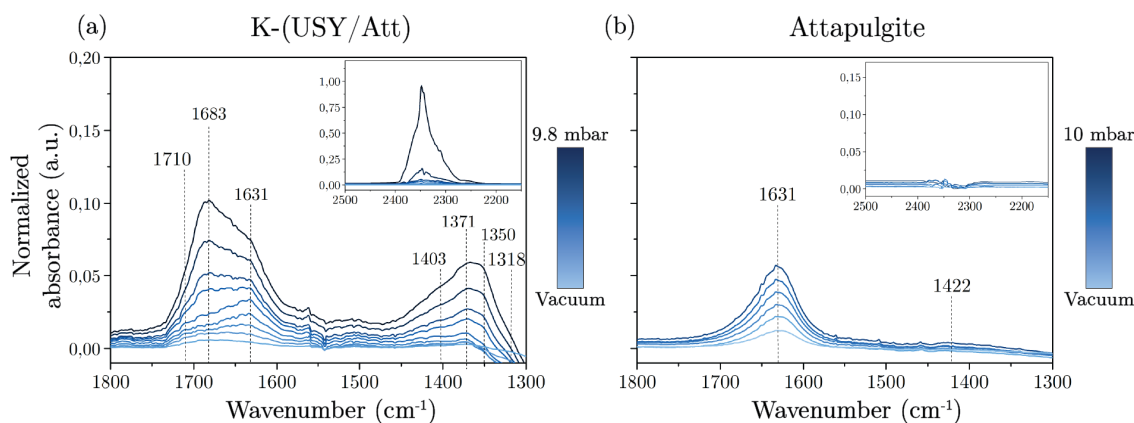 (a) K-(USY/Att)
Normalized
absorbance (a.u.)
0,20
0,15
0,10
0,05
0,00
1710
1683
1631
1403
1371
1350
1318
1,00
0,75
0,50
0,25
0,00
2500 2400 2300 2200
1800 1700 1600 1500 1400 1300
Wavenumber (cm⁻¹)
9.8 mbar
Vacuum
(b) Attapulgite
1631
1422
0,15
0,10
0,05
0,00
2500 2400 2300 2200
1800 1700 1600 1500 1400 1300
Wavenumber (cm⁻¹)
10 mbar
Vacuum